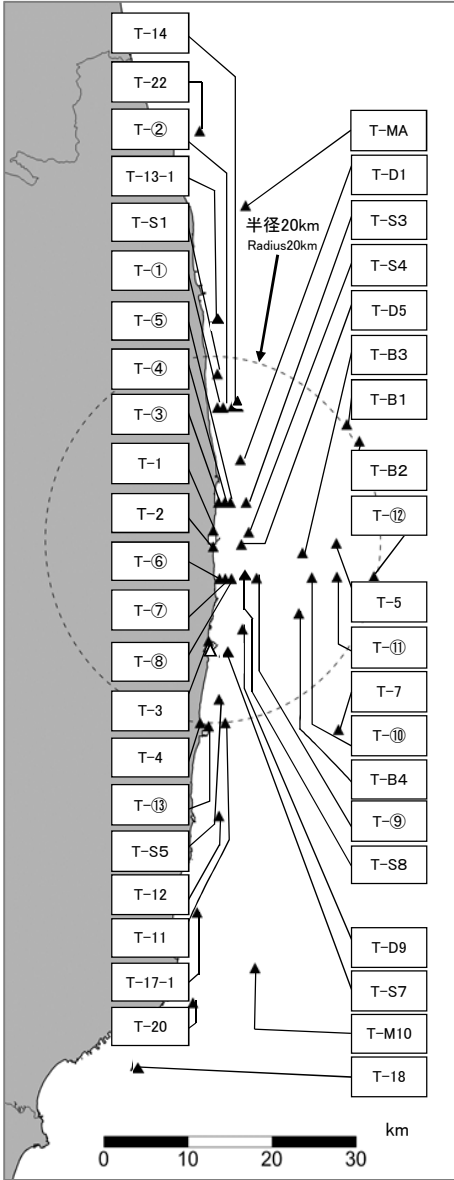 T-14
T-22
T-②
T-13-1
T-S1
T-①
T-⑤
T-④
T-③
T-1
T-2
T-⑥
T-⑦
T-⑧
T-3
T-4
T-⑬
T-S5
T-12
T-11
T-17-1
T-20
半径20km
Radius20km
T-MA
T-D1
T-S3
T-S4
T-D5
T-B3
T-B1
T-B2
T-⑫
T-5
T-⑪
T-7
T-⑩
T-B4
T-⑨
T-S8
T-D9
T-S7
T-M10
T-18
km
0 10 20 30